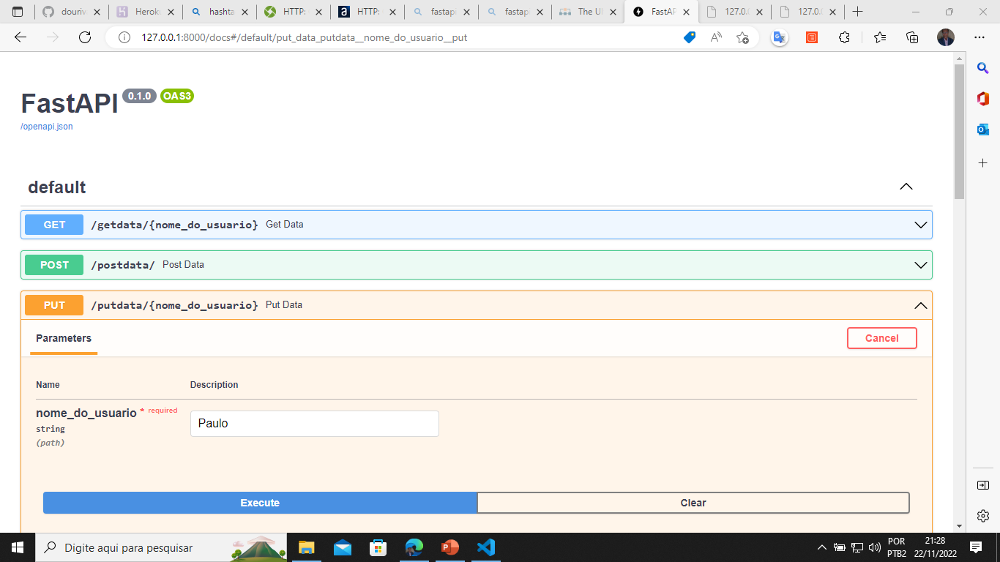 douriv
Herok
hashta
HTTP:
HTTP:
fastap
fastap
The Ul
FastAP
127.0.
127.0.
127.0.0.1:8000/docs#/default/put_data_putdata__nome_do_usuario__put
FastAPI 0.1.0 OAS3
/openapi.json
default
GET /getdata/{nome_do_usuario} Get Data
POST /postdata/ Post Data
PUT /putdata/{nome_do_usuario} Put Data
Parameters Cancel
Name Description
nome_do_usuario * required
string
(path)
Paulo
Execute Clear
Digite aqui para pesquisar
POR
PTB2
21:28
22/11/2022